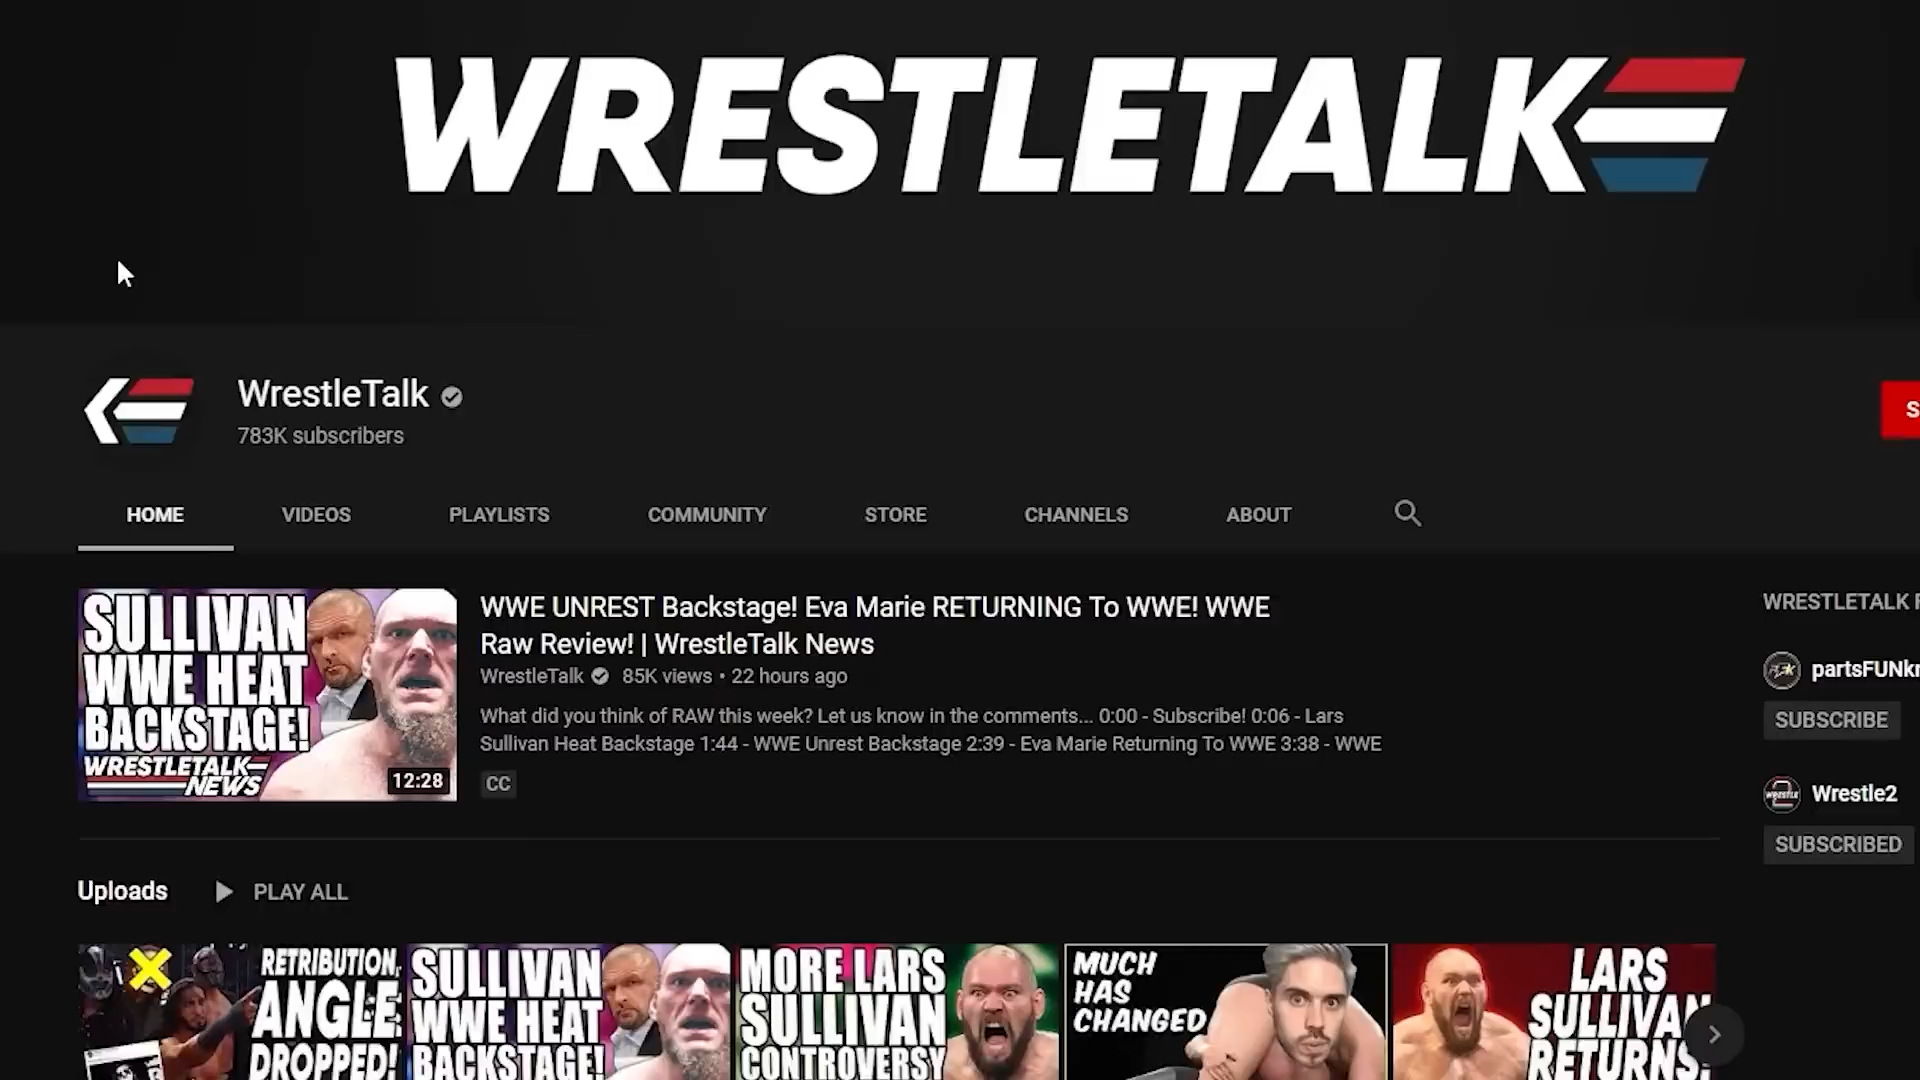 WRESTLETALK
WrestleTalk
783K subscribers
S
HOME VIDEOS PLAYLISTS COMMUNITY STORE CHANNELS ABOUT
SULLIVAN
WWE HEAT
BACKSTAGE!
WRESTLETALK
NEWS
12:28
WWE UNREST Backstage! Eva Marie RETURNING To WWE! WWE
Raw Review! | WrestleTalk News
WrestleTalk 85K views • 22 hours ago
What did you think of RAW this week? Let us know in the comments... 0:00 - Subscribe! 0:06 - Lars
Sullivan Heat Backstage 1:44 - WWE Unrest Backstage 2:39 - Eva Marie Returning To WWE 3:38 - WWE
CC
WRESTLETALK
partsFUNkn
SUBSCRIBE
Wrestle2
SUBSCRIBED
Uploads PLAY ALL
RETRIBUTION
ANGLE
DROPPED!
SULLIVAN
WWE HEAT
BACKSTAGE!
MORE LARS
SULLIVAN
CONTROVERSY
MUCH
HAS
CHANGED
LARS
SULLIVAN
RETURNS!